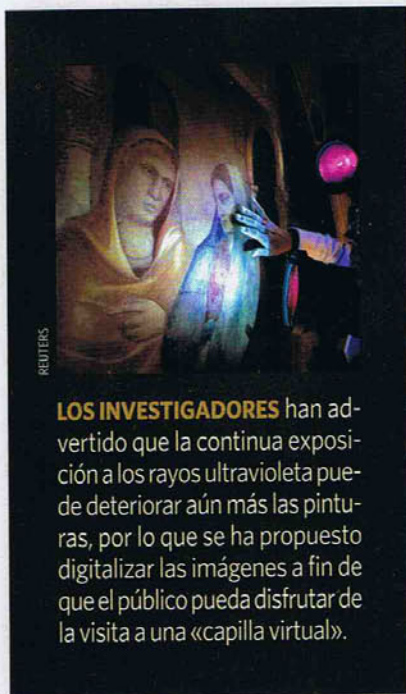 REUTERS
LOS INVESTIGADORES han ad-
vertido que la continua exposi-
ción a los rayos ultravioleta pue-
de deteriorar aún más las pintu-
ras, por lo que se ha propuesto
digitalizar las imágenes a fin de
que el público pueda disfrutar de
la visita a una «capilla virtual».